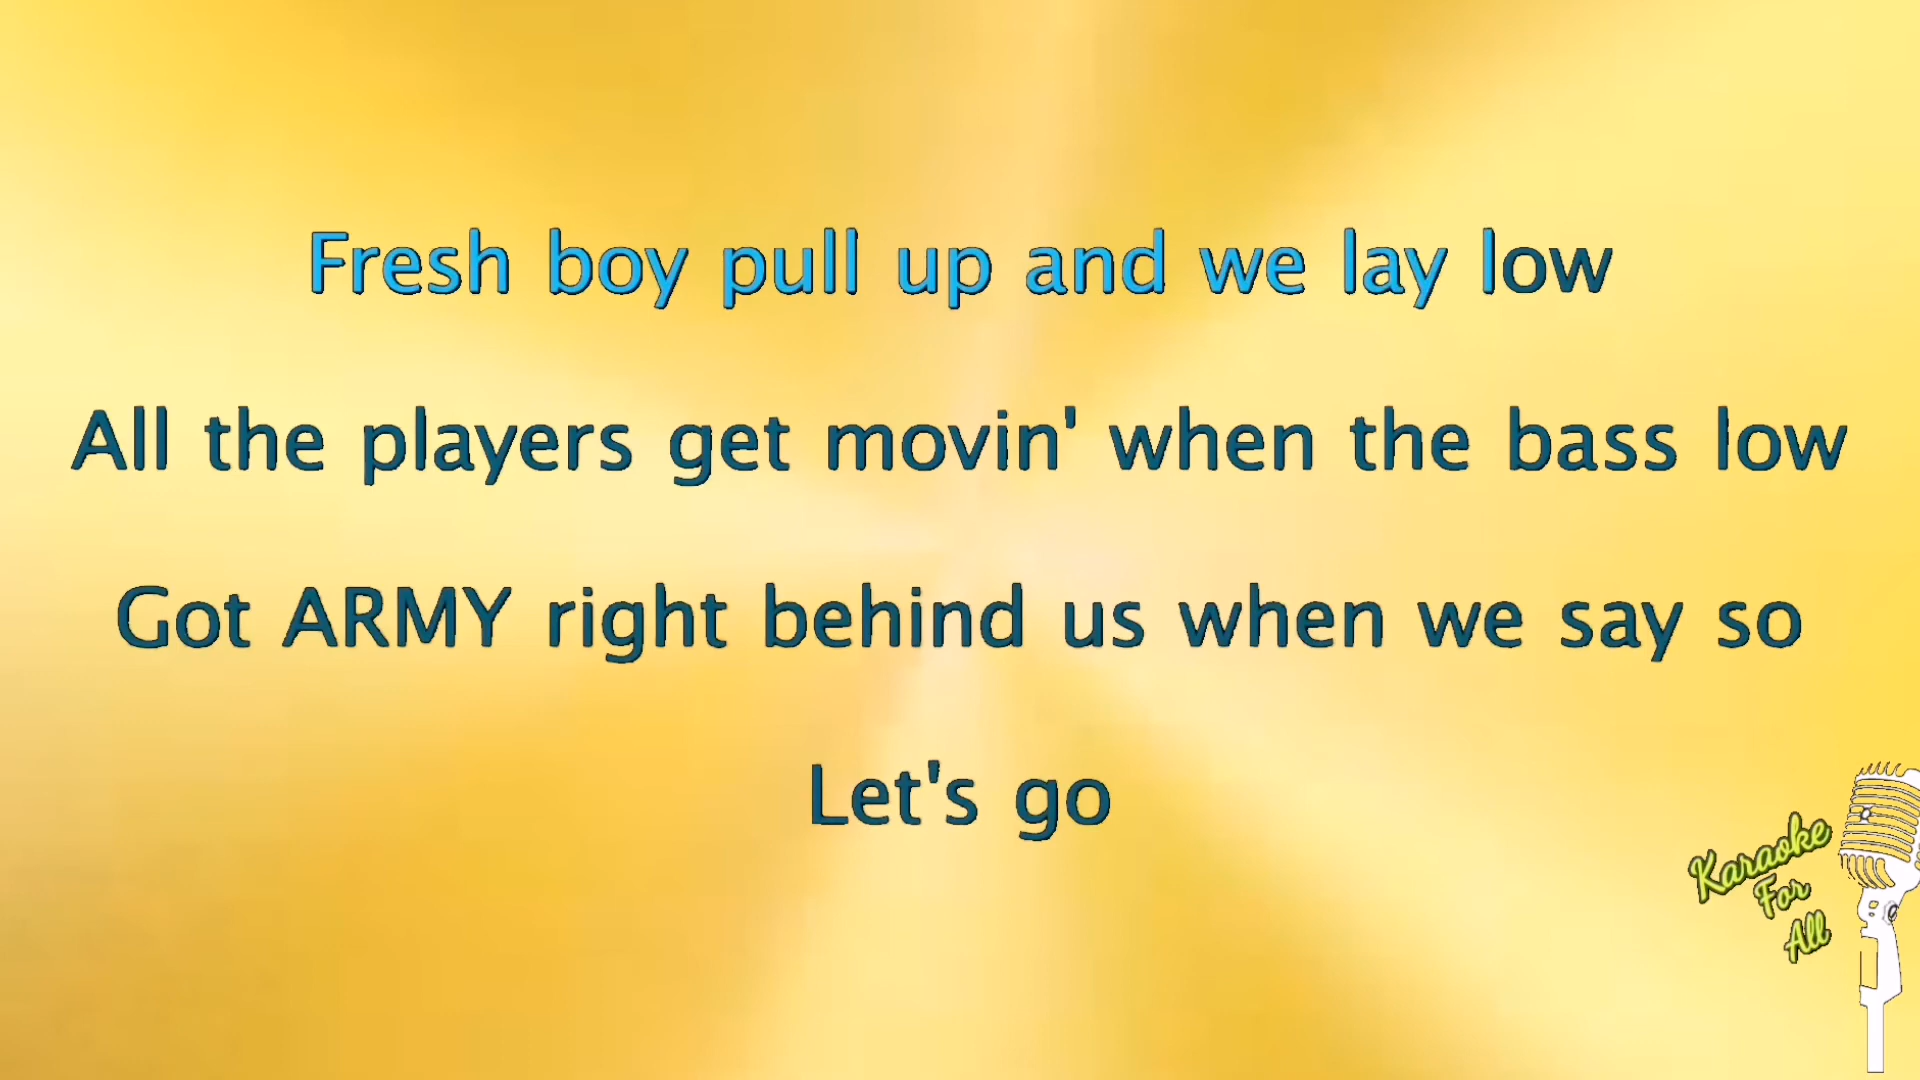 Fresh boy pull up and we lay low
All the players get movin' when the bass low
Got ARMY right behind us when we say so
Let's go
Karaoke
For
All